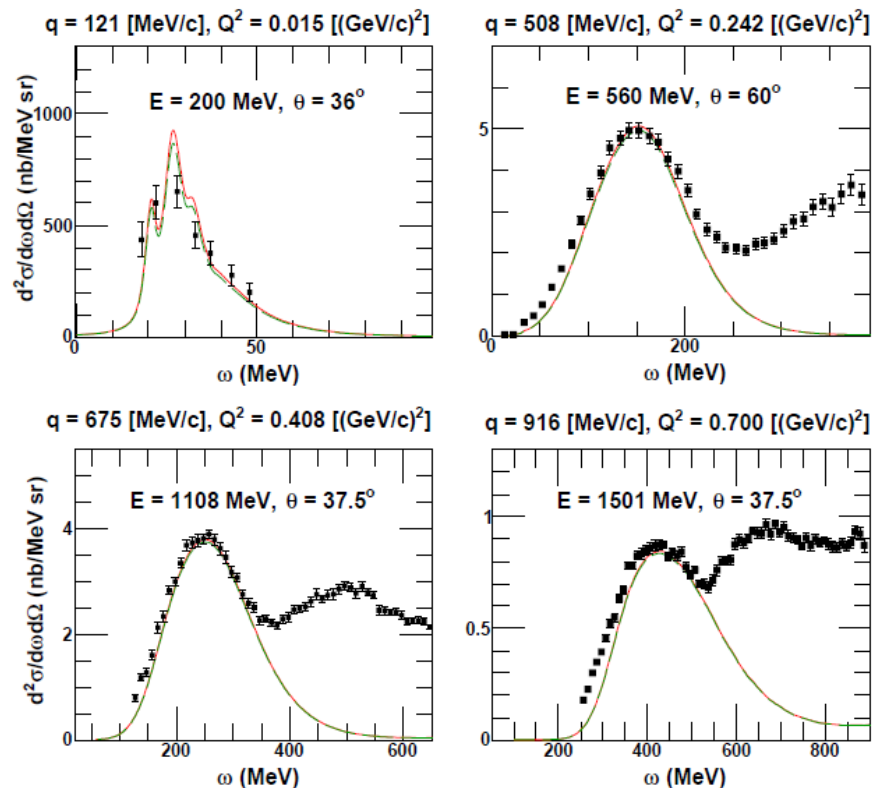 q = 121 [MeV/c], Q² = 0.015 [(GeV/c)²]
E = 200 MeV, θ = 36°
d²σ/dωdΩ (nb/MeV sr)
1000
500
0
0
50
ω (MeV)
q = 508 [MeV/c], Q² = 0.242 [(GeV/c)²]
E = 560 MeV, θ = 60°
5
0
200
ω (MeV)
q = 675 [MeV/c], Q² = 0.408 [(GeV/c)²]
E = 1108 MeV, θ = 37.5°
d²σ/dωdΩ (nb/MeV sr)
4
2
0
200
400
600
ω (MeV)
q = 916 [MeV/c], Q² = 0.700 [(GeV/c)²]
E = 1501 MeV, θ = 37.5°
1
0.5
0
200
400
600
800
ω (MeV)